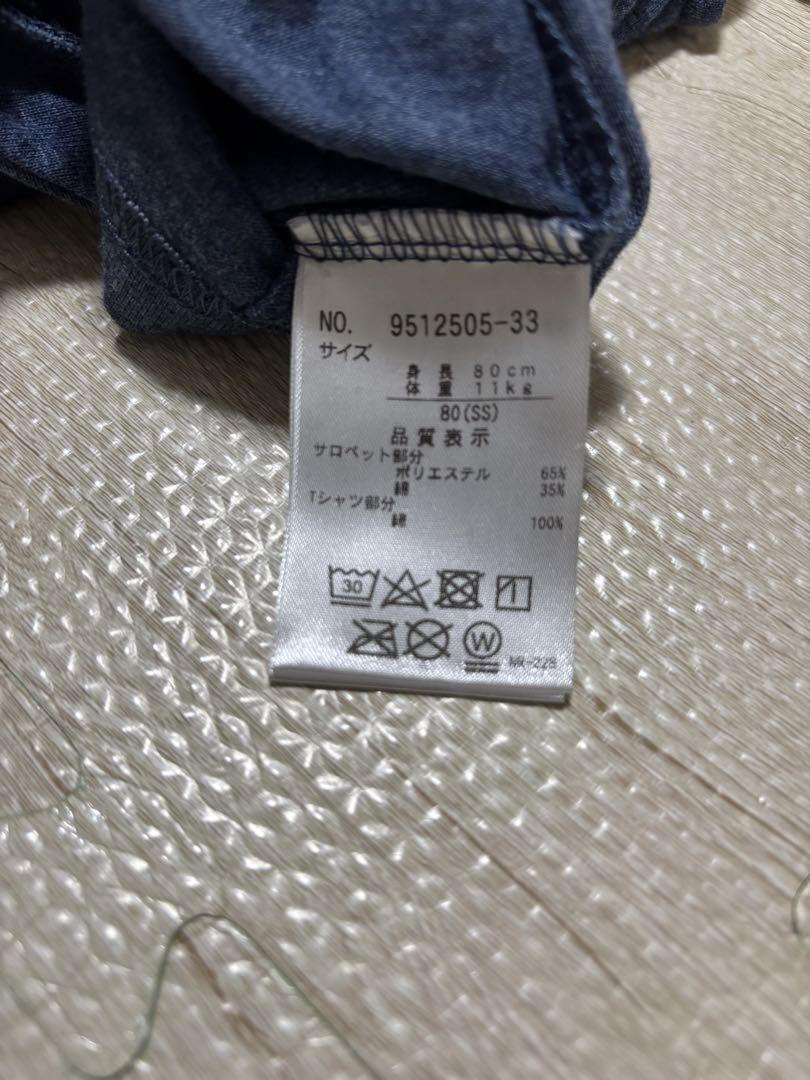 NO. 9512505-33
サイズ
身長 80cm
体重 11kg
80(SS)
品質表示
サロペット部分
ポリエステル 65%
綿 35%
Tシャツ部分
綿 100%
30
W
NR-228